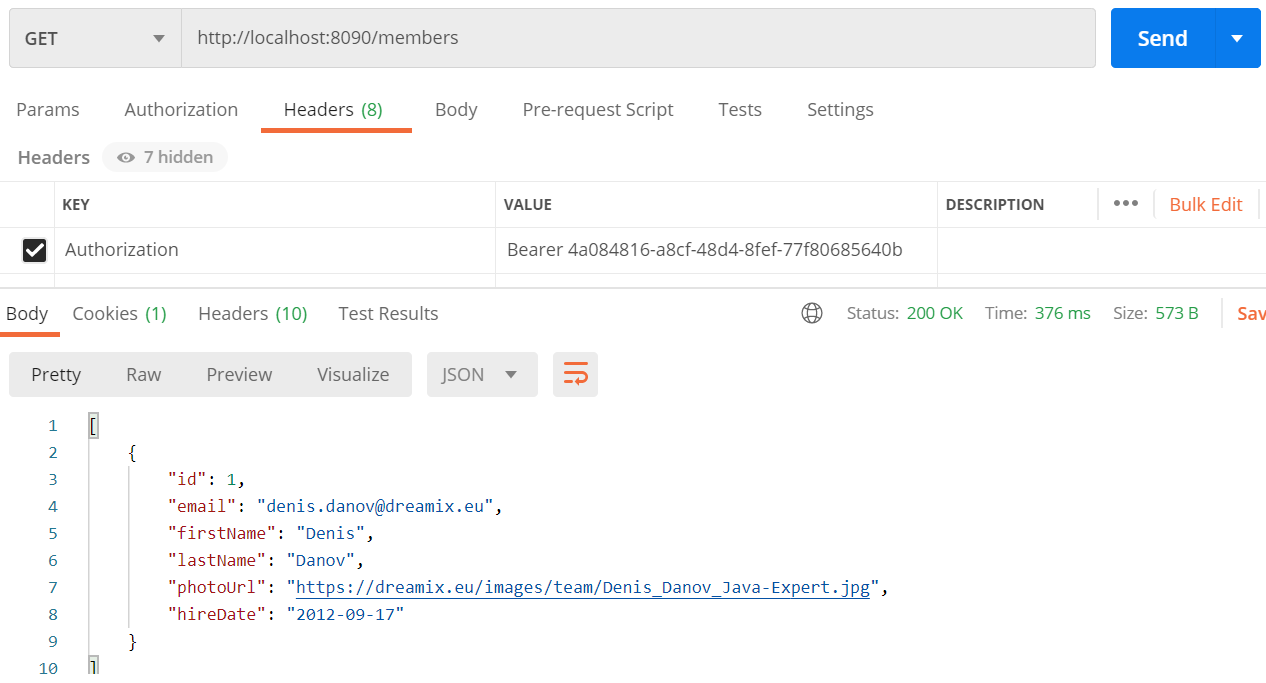 GET http://localhost:8090/members Send
Params Authorization Headers (8) Body Pre-request Script Tests Settings
Headers 7 hidden
KEY VALUE DESCRIPTION ••• Bulk Edit
Authorization Bearer 4a084816-a8cf-48d4-8fef-77f80685640b
Body Cookies (1) Headers (10) Test Results Status: 200 OK Time: 376 ms Size: 573 B Sav
Pretty Raw Preview Visualize JSON
1 [
2 {
3 "id": 1,
4 "email": "denis.danov@dreamix.eu",
5 "firstName": "Denis",
6 "lastName": "Danov",
7 "photoUrl": "https://dreamix.eu/images/team/Denis_Danov_Java-Expert.jpg",
8 "hireDate": "2012-09-17"
9 }
10 ]